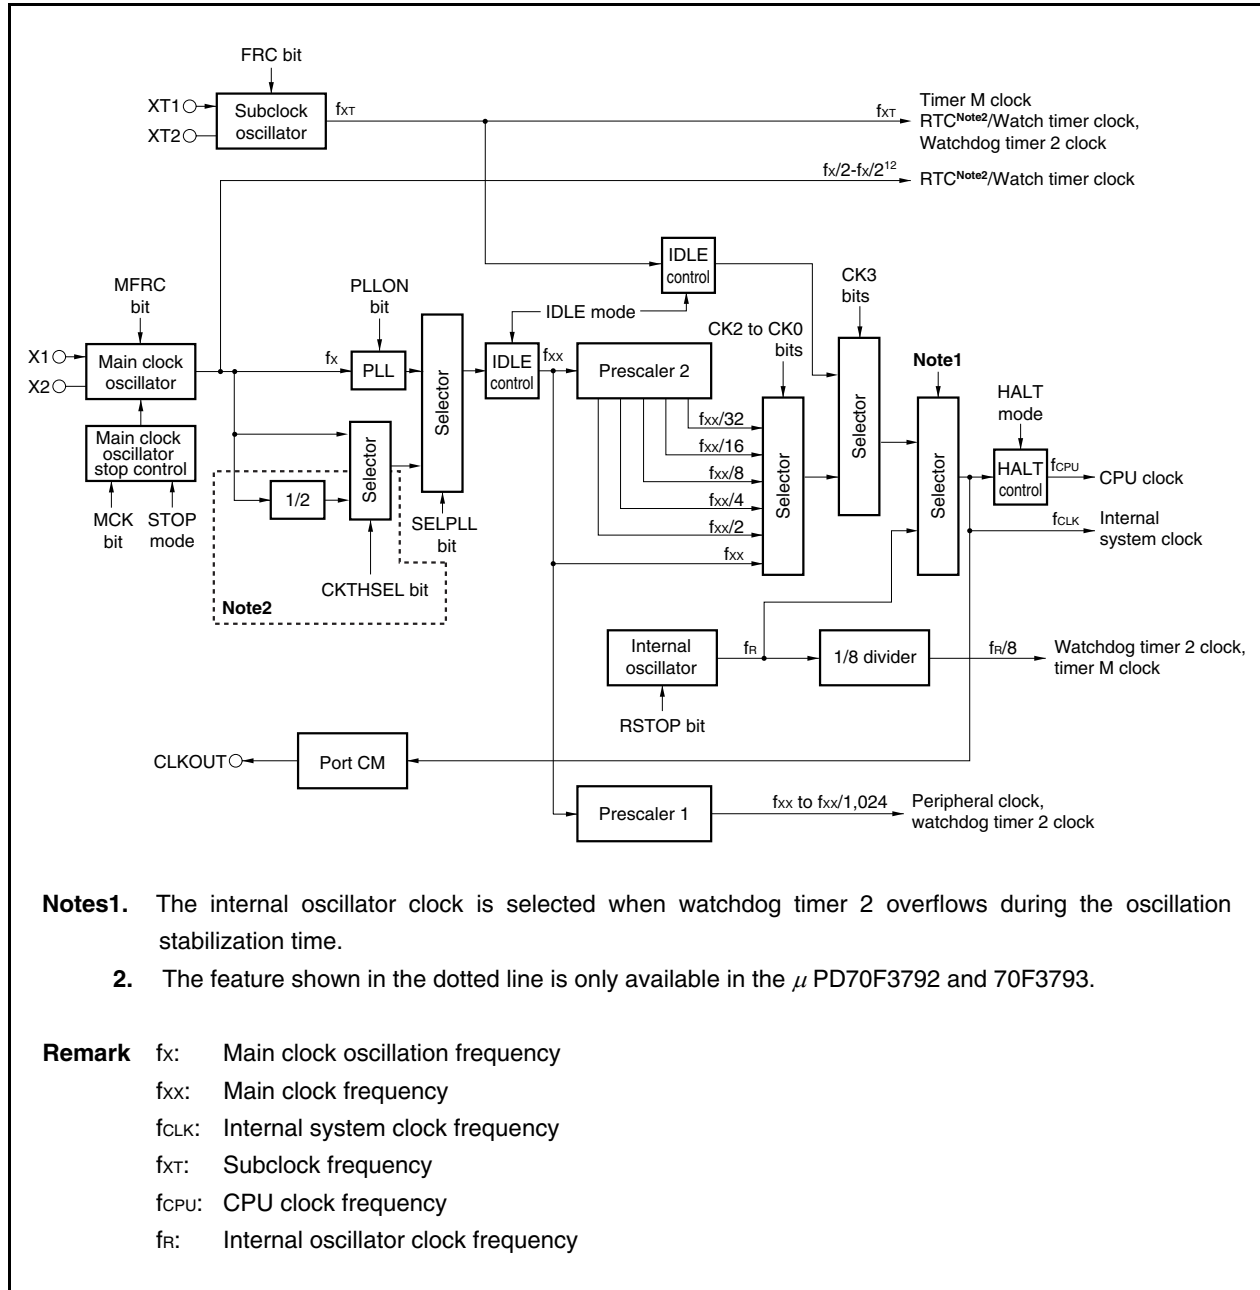 FRC bit
XT1
XT2
Subclock
oscillator
fXT
fXT
Timer M clock
RTCNote2/Watch timer clock,
Watchdog timer 2 clock
fX/2-fX/2^12
RTCNote2/Watch timer clock
MFRC
bit
X1
X2
Main clock
oscillator
Main clock
oscillator
stop control
MCK
bit
STOP
mode
fX
PLLON
bit
PLL
1/2
Selector
CKTHSEL bit
Note2
Selector
SELPLL
bit
IDLE mode
IDLE
control
IDLE
control
fXX
Prescaler 2
CK2 to CK0
bits
fXX/32
fXX/16
fXX/8
fXX/4
fXX/2
fXX
Selector
CK3
bits
Selector
Note1
Selector
HALT
mode
HALT
control
fCPU
CPU clock
fCLK
Internal
system clock
Internal
oscillator
fR
RSTOP bit
1/8 divider
fR/8
Watchdog timer 2 clock,
timer M clock
CLKOUT
Port CM
Prescaler 1
fXX to fXX/1,024
Peripheral clock,
watchdog timer 2 clock
Notes1. The internal oscillator clock is selected when watchdog timer 2 overflows during the oscillation
stabilization time.
2. The feature shown in the dotted line is only available in the μ PD70F3792 and 70F3793.
Remark fX: Main clock oscillation frequency
fXX: Main clock frequency
fCLK: Internal system clock frequency
fXT: Subclock frequency
fCPU: CPU clock frequency
fR: Internal oscillator clock frequency